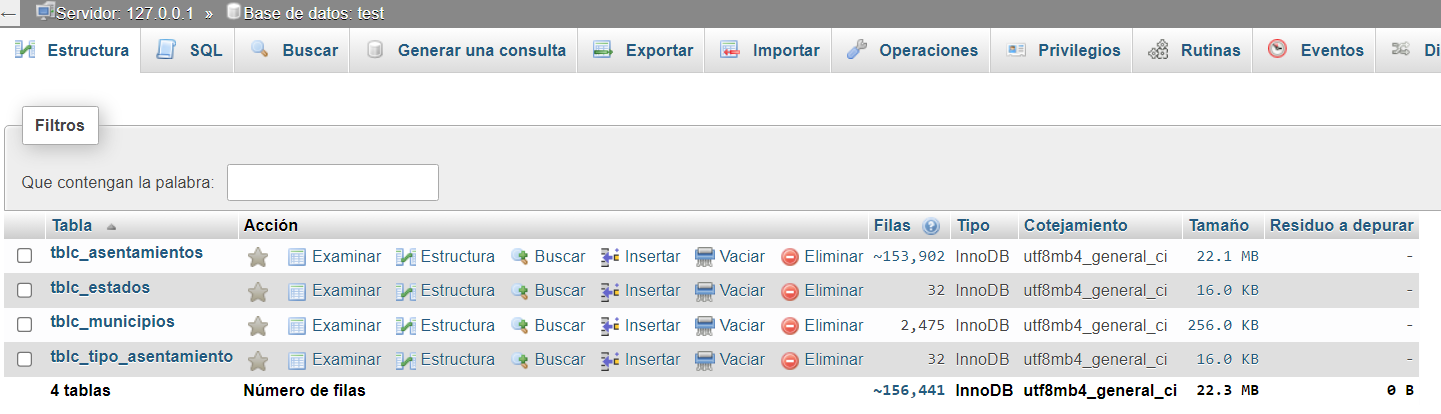 ← Servidor: 127.0.0.1 » Base de datos: test
Estructura SQL Buscar Generar una consulta Exportar Importar Operaciones Privilegios Rutinas Eventos Di
Filtros
Que contengan la palabra:
Tabla Acción Filas Tipo Cotejamiento Tamaño Residuo a depurar
tblc_asentamientos Examinar Estructura Buscar Insertar Vaciar Eliminar ~153,902 InnoDB utf8mb4_general_ci 22.1 MB -
tblc_estados Examinar Estructura Buscar Insertar Vaciar Eliminar 32 InnoDB utf8mb4_general_ci 16.0 KB -
tblc_municipios Examinar Estructura Buscar Insertar Vaciar Eliminar 2,475 InnoDB utf8mb4_general_ci 256.0 KB -
tblc_tipo_asentamiento Examinar Estructura Buscar Insertar Vaciar Eliminar 32 InnoDB utf8mb4_general_ci 16.0 KB -
4 tablas Número de filas ~156,441 InnoDB utf8mb4_general_ci 22.3 MB 0 B